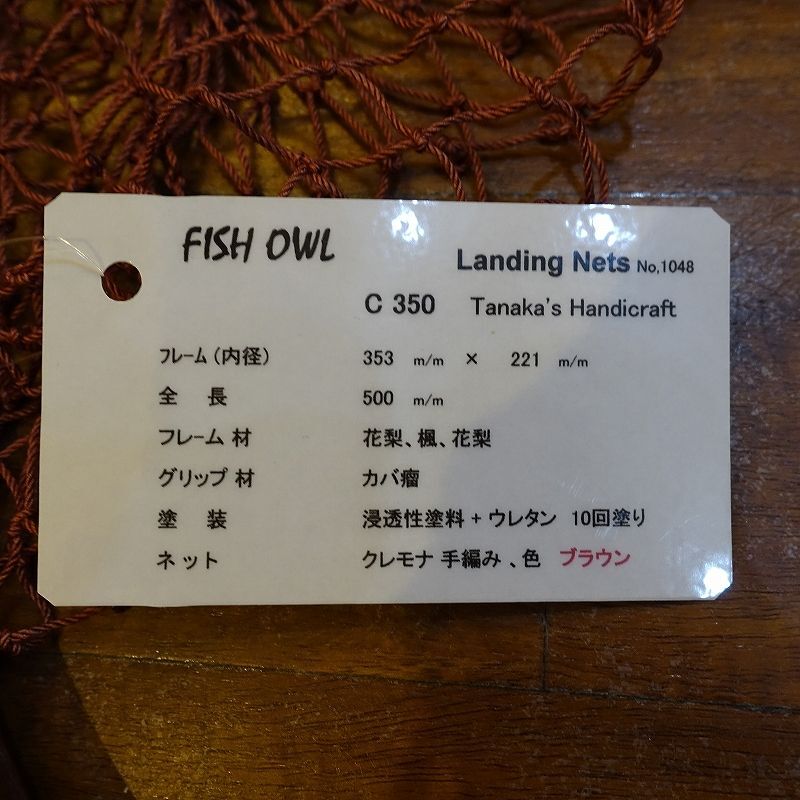 FISH OWL
Landing Nets No,1048
C 350 Tanaka's Handicraft
フレーム (内径) 353 m/m × 221 m/m
全 長 500 m/m
フレーム 材 花梨、楓、花梨
グリップ 材 カバ瘤
塗 装 浸透性塗料 + ウレタン 10回塗り
ネット クレモナ 手編み 、色 ブラウン